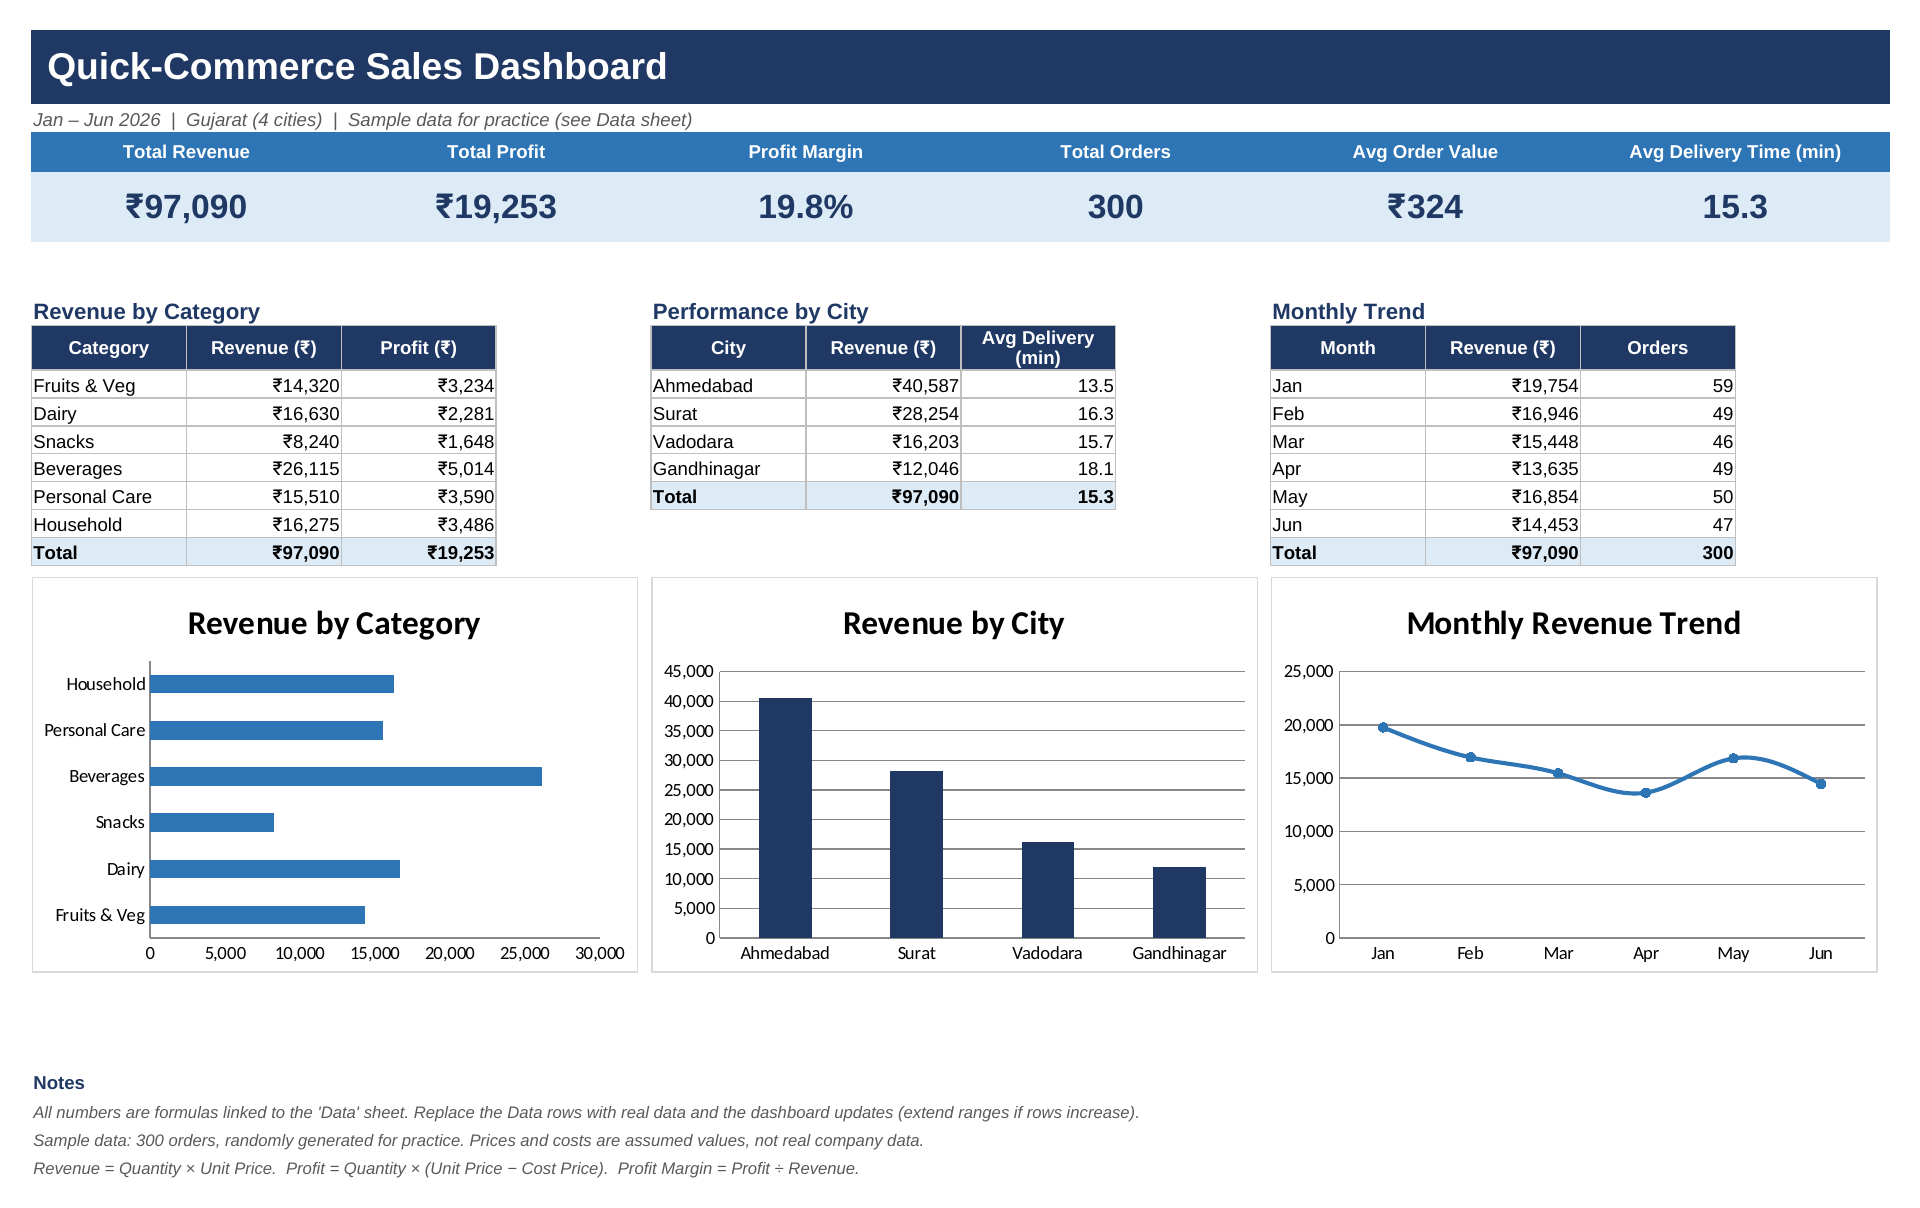 Quick-Commerce Sales Dashboard
Jan – Jun 2026 | Gujarat (4 cities) | Sample data for practice (see Data sheet)
Total Revenue Total Profit Profit Margin Total Orders Avg Order Value Avg Delivery Time (min)
₹97,090 ₹19,253 19.8% 300 ₹324 15.3
Revenue by Category
Category Revenue (₹) Profit (₹)
Fruits & Veg ₹14,320 ₹3,234
Dairy ₹16,630 ₹2,281
Snacks ₹8,240 ₹1,648
Beverages ₹26,115 ₹5,014
Personal Care ₹15,510 ₹3,590
Household ₹16,275 ₹3,486
Total ₹97,090 ₹19,253
Performance by City
City Revenue (₹) Avg Delivery (min)
Ahmedabad ₹40,587 13.5
Surat ₹28,254 16.3
Vadodara ₹16,203 15.7
Gandhinagar ₹12,046 18.1
Total ₹97,090 15.3
Monthly Trend
Month Revenue (₹) Orders
Jan ₹19,754 59
Feb ₹16,946 49
Mar ₹15,448 46
Apr ₹13,635 49
May ₹16,854 50
Jun ₹14,453 47
Total ₹97,090 300
Revenue by Category
Household
Personal Care
Beverages
Snacks
Dairy
Fruits & Veg
0 5,000 10,000 15,000 20,000 25,000 30,000
Revenue by City
45,000
40,000
35,000
30,000
25,000
20,000
15,000
10,000
5,000
0
Ahmedabad Surat Vadodara Gandhinagar
Monthly Revenue Trend
25,000
20,000
15,000
10,000
5,000
0
Jan Feb Mar Apr May Jun
Notes
All numbers are formulas linked to the 'Data' sheet. Replace the Data rows with real data and the dashboard updates (extend ranges if rows increase).
Sample data: 300 orders, randomly generated for practice. Prices and costs are assumed values, not real company data.
Revenue = Quantity × Unit Price. Profit = Quantity × (Unit Price − Cost Price). Profit Margin = Profit ÷ Revenue.